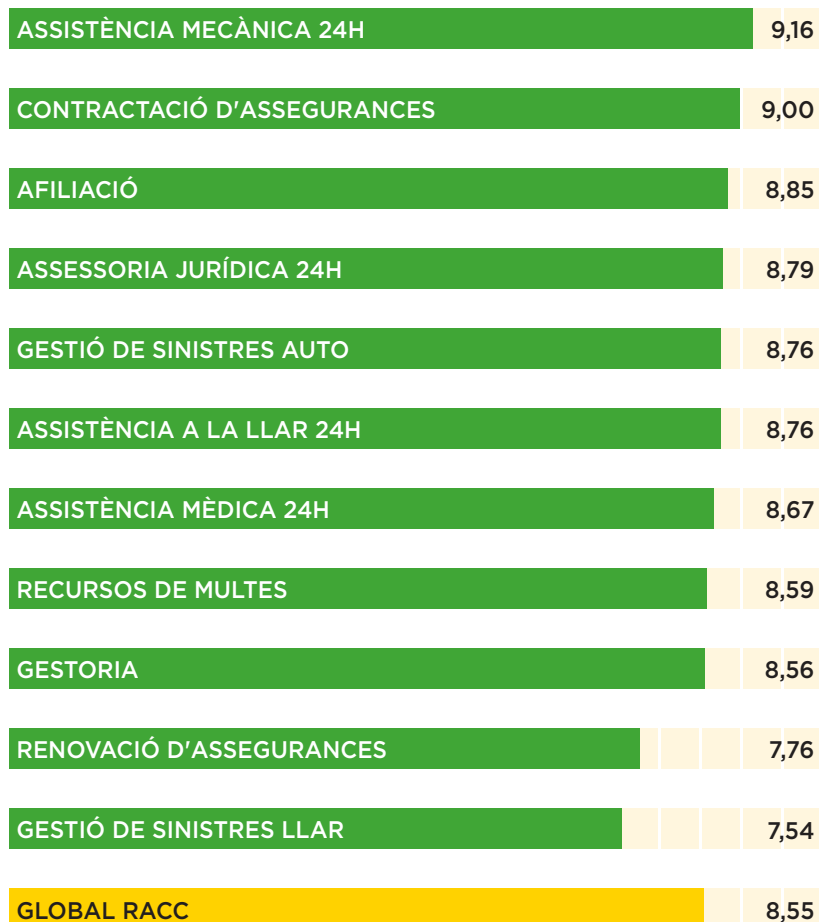 ASSISTÈNCIA MECÀNICA 24H 9,16
CONTRACTACIÓ D'ASSEGURANCES 9,00
AFILIACIÓ 8,85
ASSESSORIA JURÍDICA 24H 8,79
GESTIÓ DE SINISTRES AUTO 8,76
ASSISTÈNCIA A LA LLAR 24H 8,76
ASSISTÈNCIA MÈDICA 24H 8,67
RECURSOS DE MULTES 8,59
GESTORIA 8,56
RENOVACIÓ D'ASSEGURANCES 7,76
GESTIÓ DE SINISTRES LLAR 7,54
GLOBAL RACC 8,55